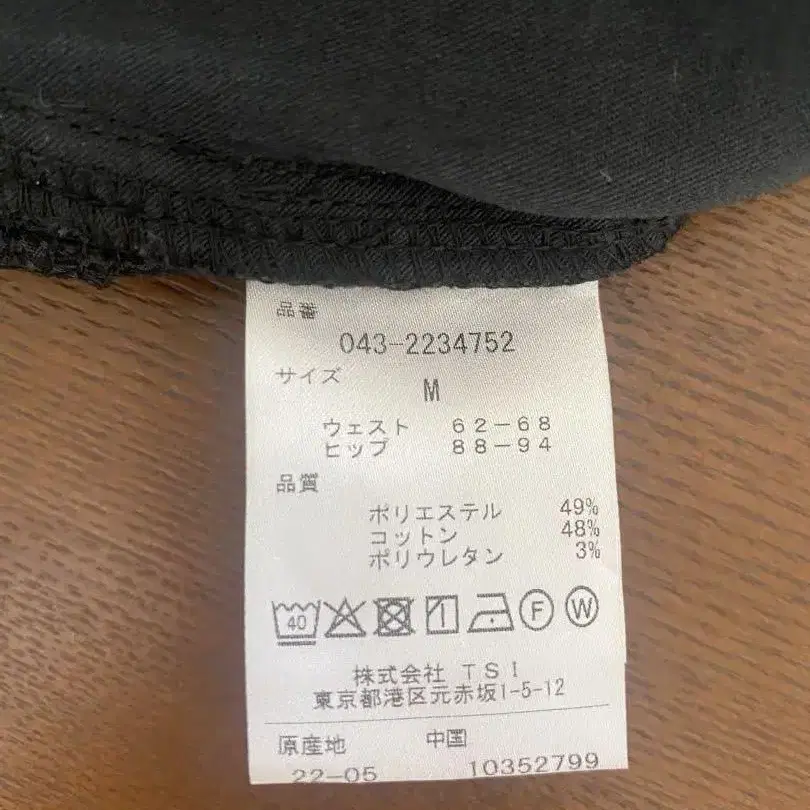 品番
043-2234752
サイズ
M
ウェスト 62-68
ヒップ 88-94
品質
ポリエステル 49%
コットン 48%
ポリウレタン 3%
40 F W
株式会社 TSI
東京都港区元赤坂1-5-12
原産地 中国
22-05 10352799